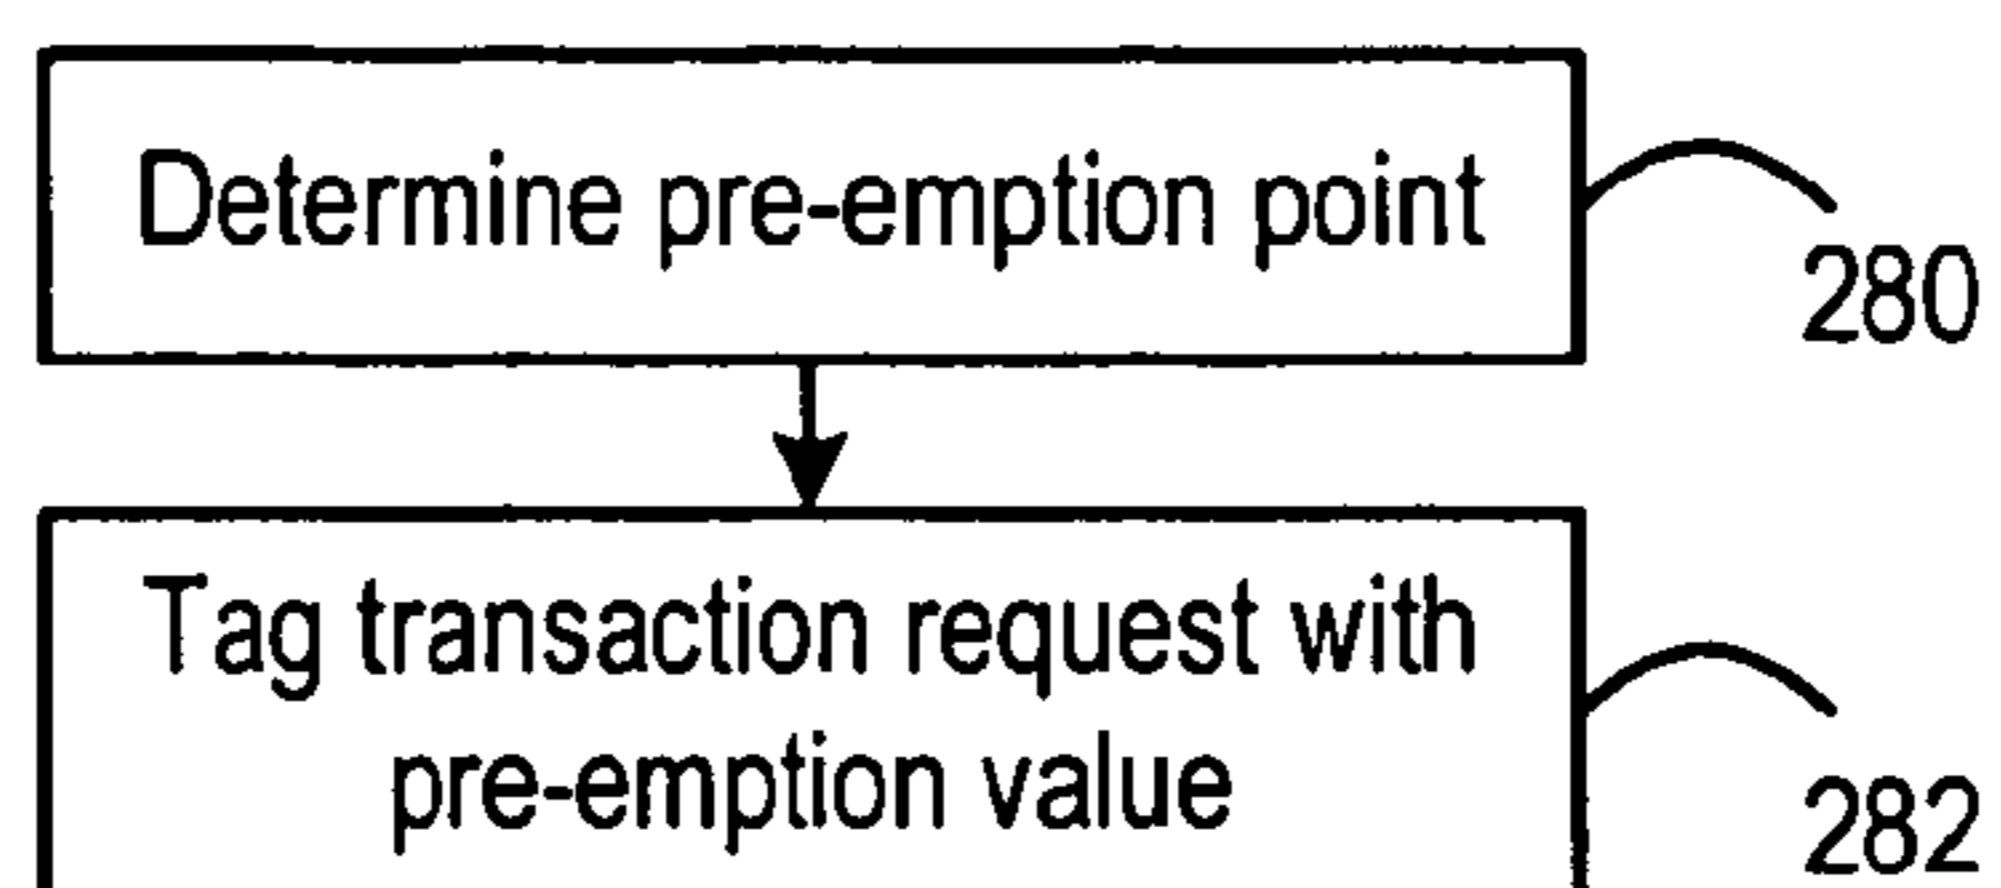 Determine pre-emption point
280
Tag transaction request with
pre-emption value
282